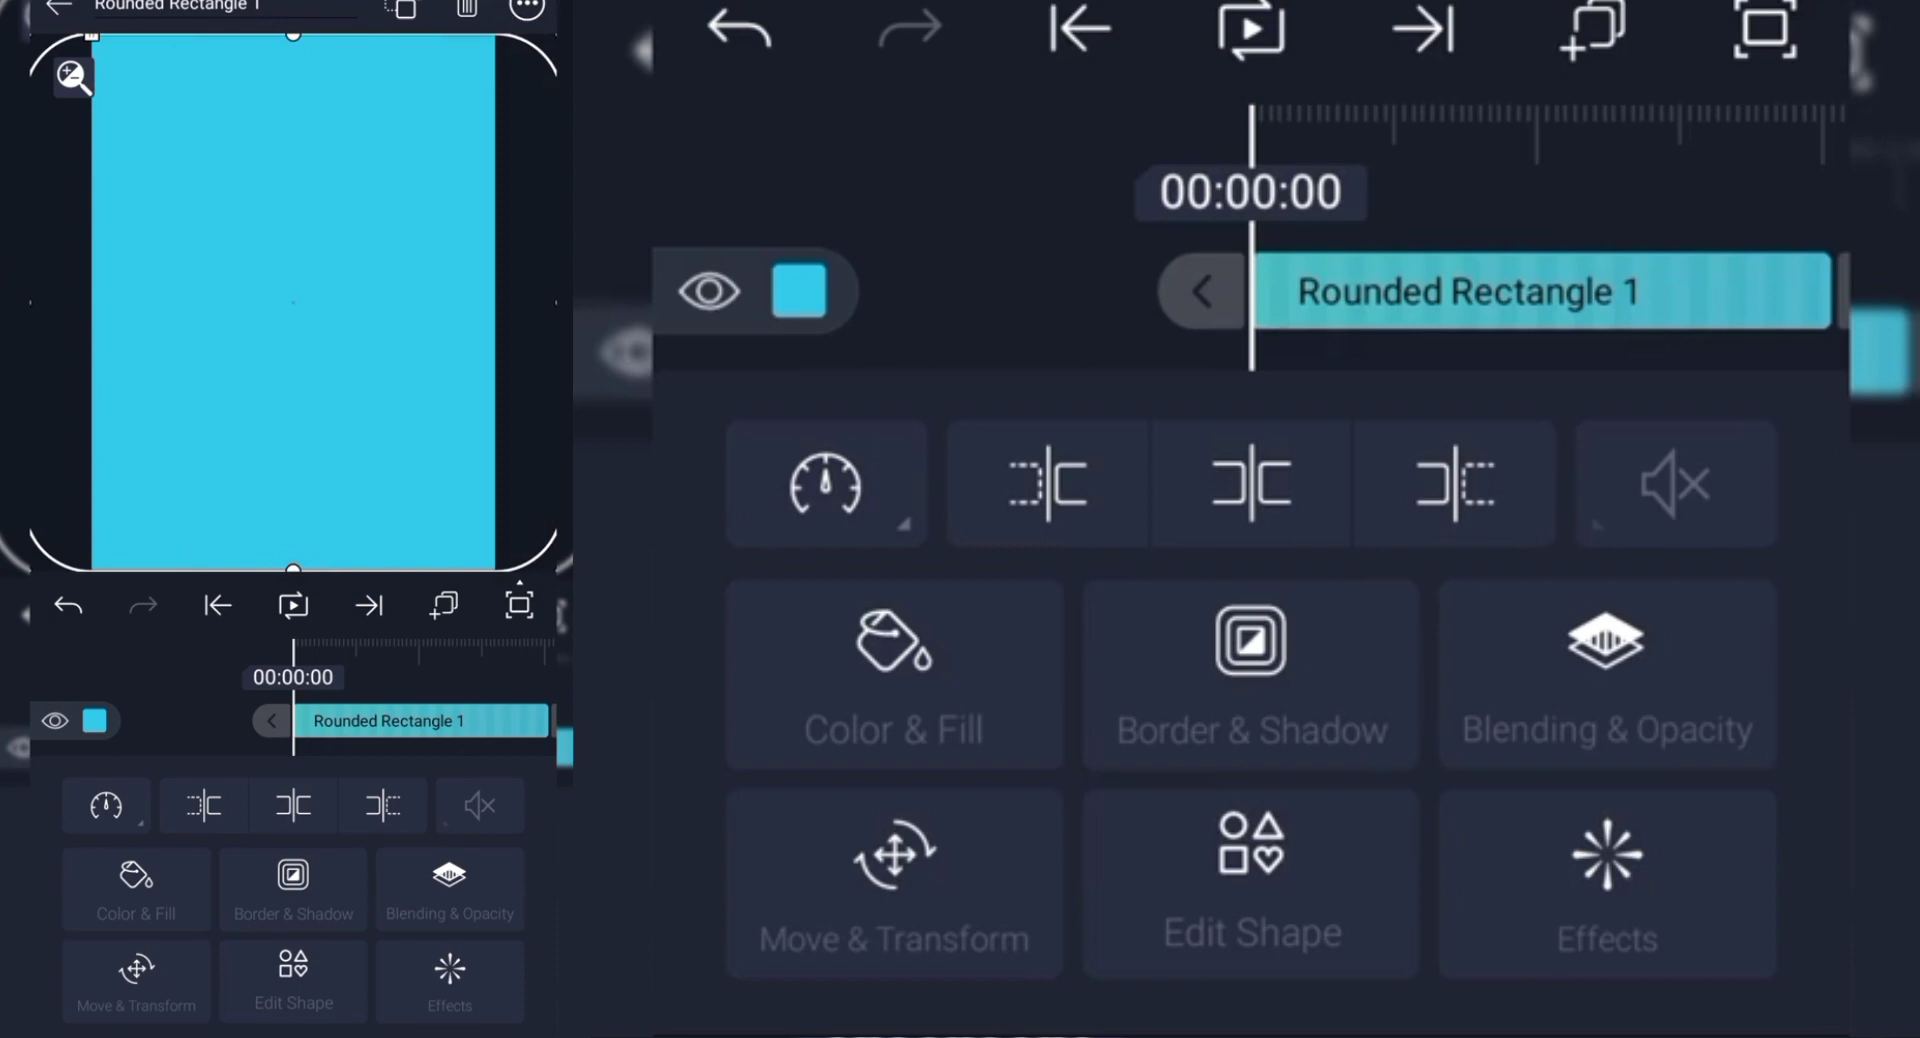 Rounded Rectangle 1
00:00:00
Rounded Rectangle 1
Color & Fill
Border & Shadow
Blending & Opacity
Move & Transform
Edit Shape
Effects
00:00:00
Rounded Rectangle 1
Color & Fill
Border & Shadow
Blending & Opacity
Move & Transform
Edit Shape
Effects